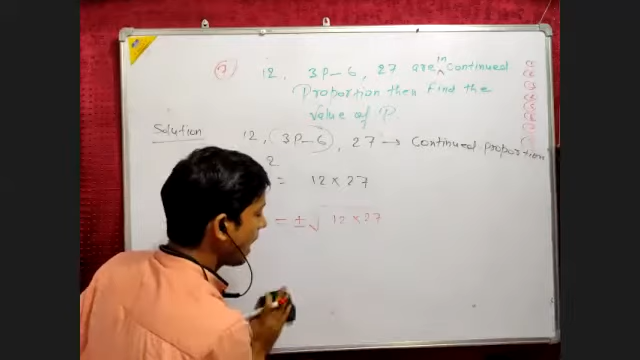 7) 12, 3P-6, 27 are in Continued
Proportion then Find the
value of P.
Solution 12, 3P-6, 27 → Continued proportion
2
= 12 × 27
= ±√12 × 27